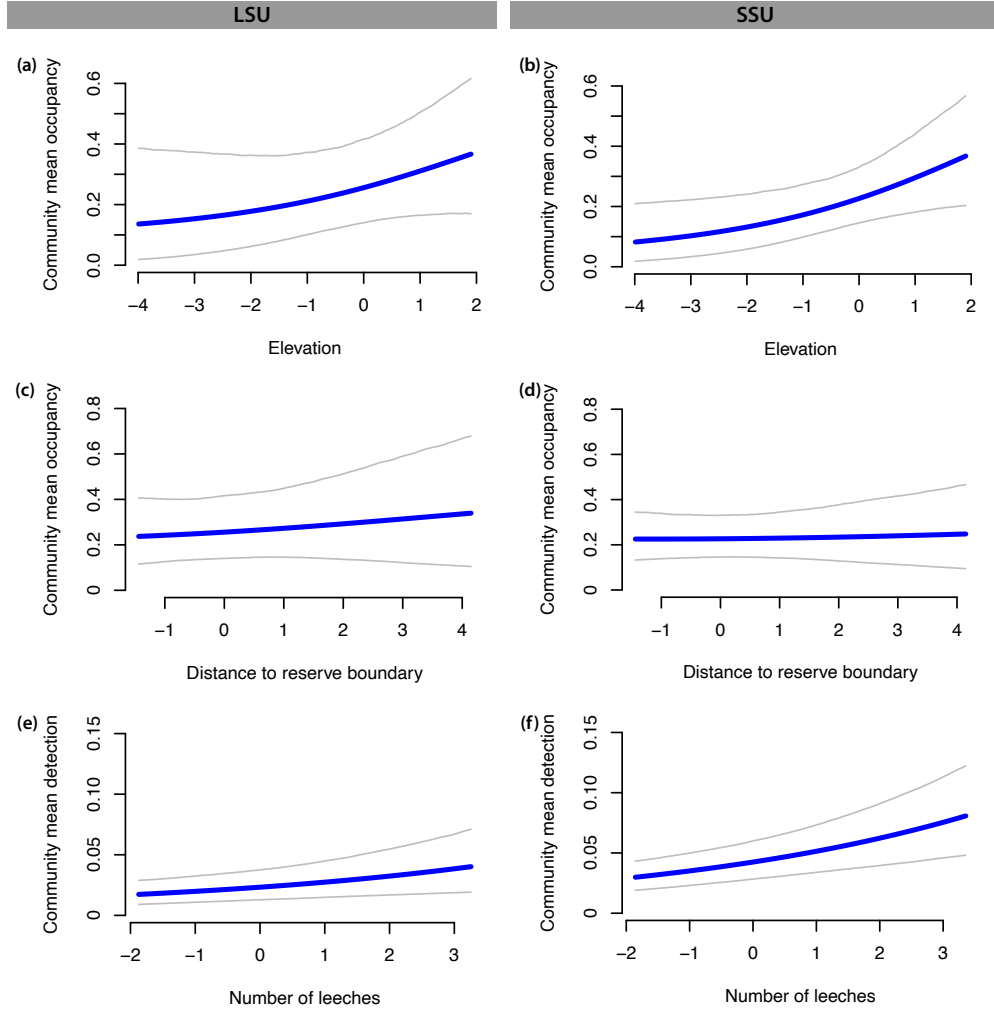 LSU
SSU
(a)
Community mean occupancy
0.0 0.2 0.4 0.6
−4 −3 −2 −1 0 1 2
Elevation
(b)
Community mean occupancy
0.0 0.2 0.4 0.6
−4 −3 −2 −1 0 1 2
Elevation
(c)
Community mean occupancy
0 0.2 0.4 0.6 0.8
−1 0 1 2 3 4
Distance to reserve boundary
(d)
Community mean occupancy
0 0.2 0.4 0.6 0.8
−1 0 1 2 3 4
Distance to reserve boundary
(e)
Community mean detection
0 0.05 0.10 0.15
−2 −1 0 1 2 3
Number of leeches
(f)
Community mean detection
0 0.05 0.10 0.15
−2 −1 0 1 2 3
Number of leeches